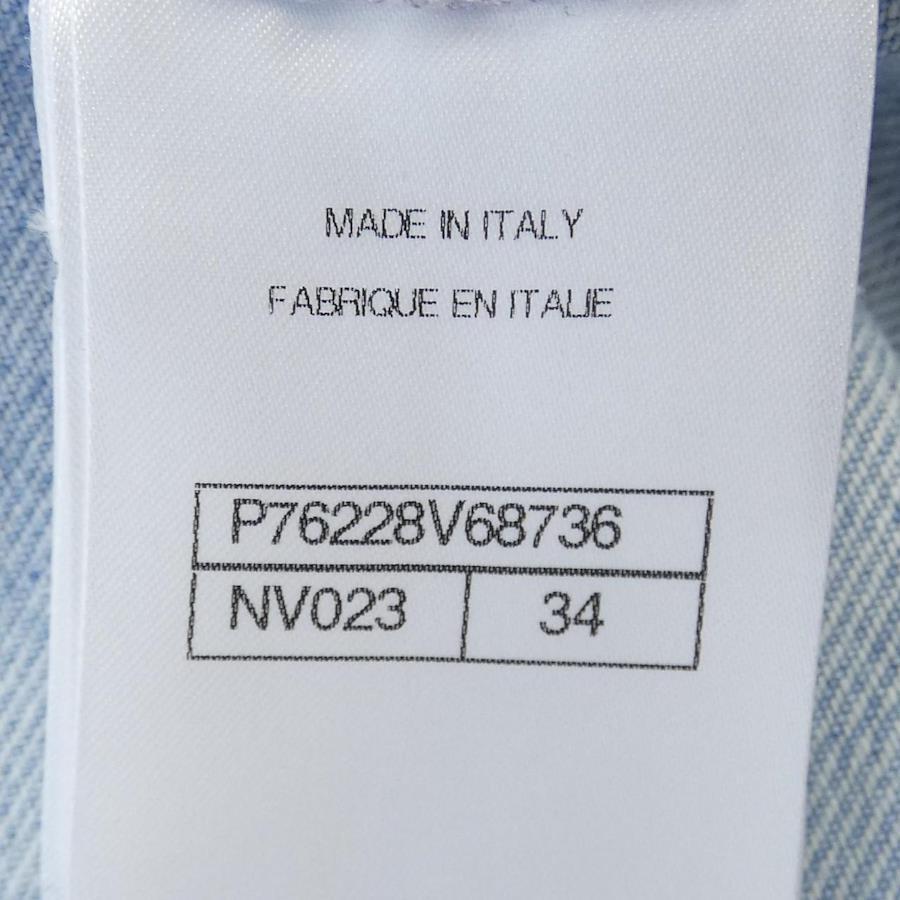 MADE IN ITALY
FABRIQUE EN ITALIE
P76228V68736
NV023 34